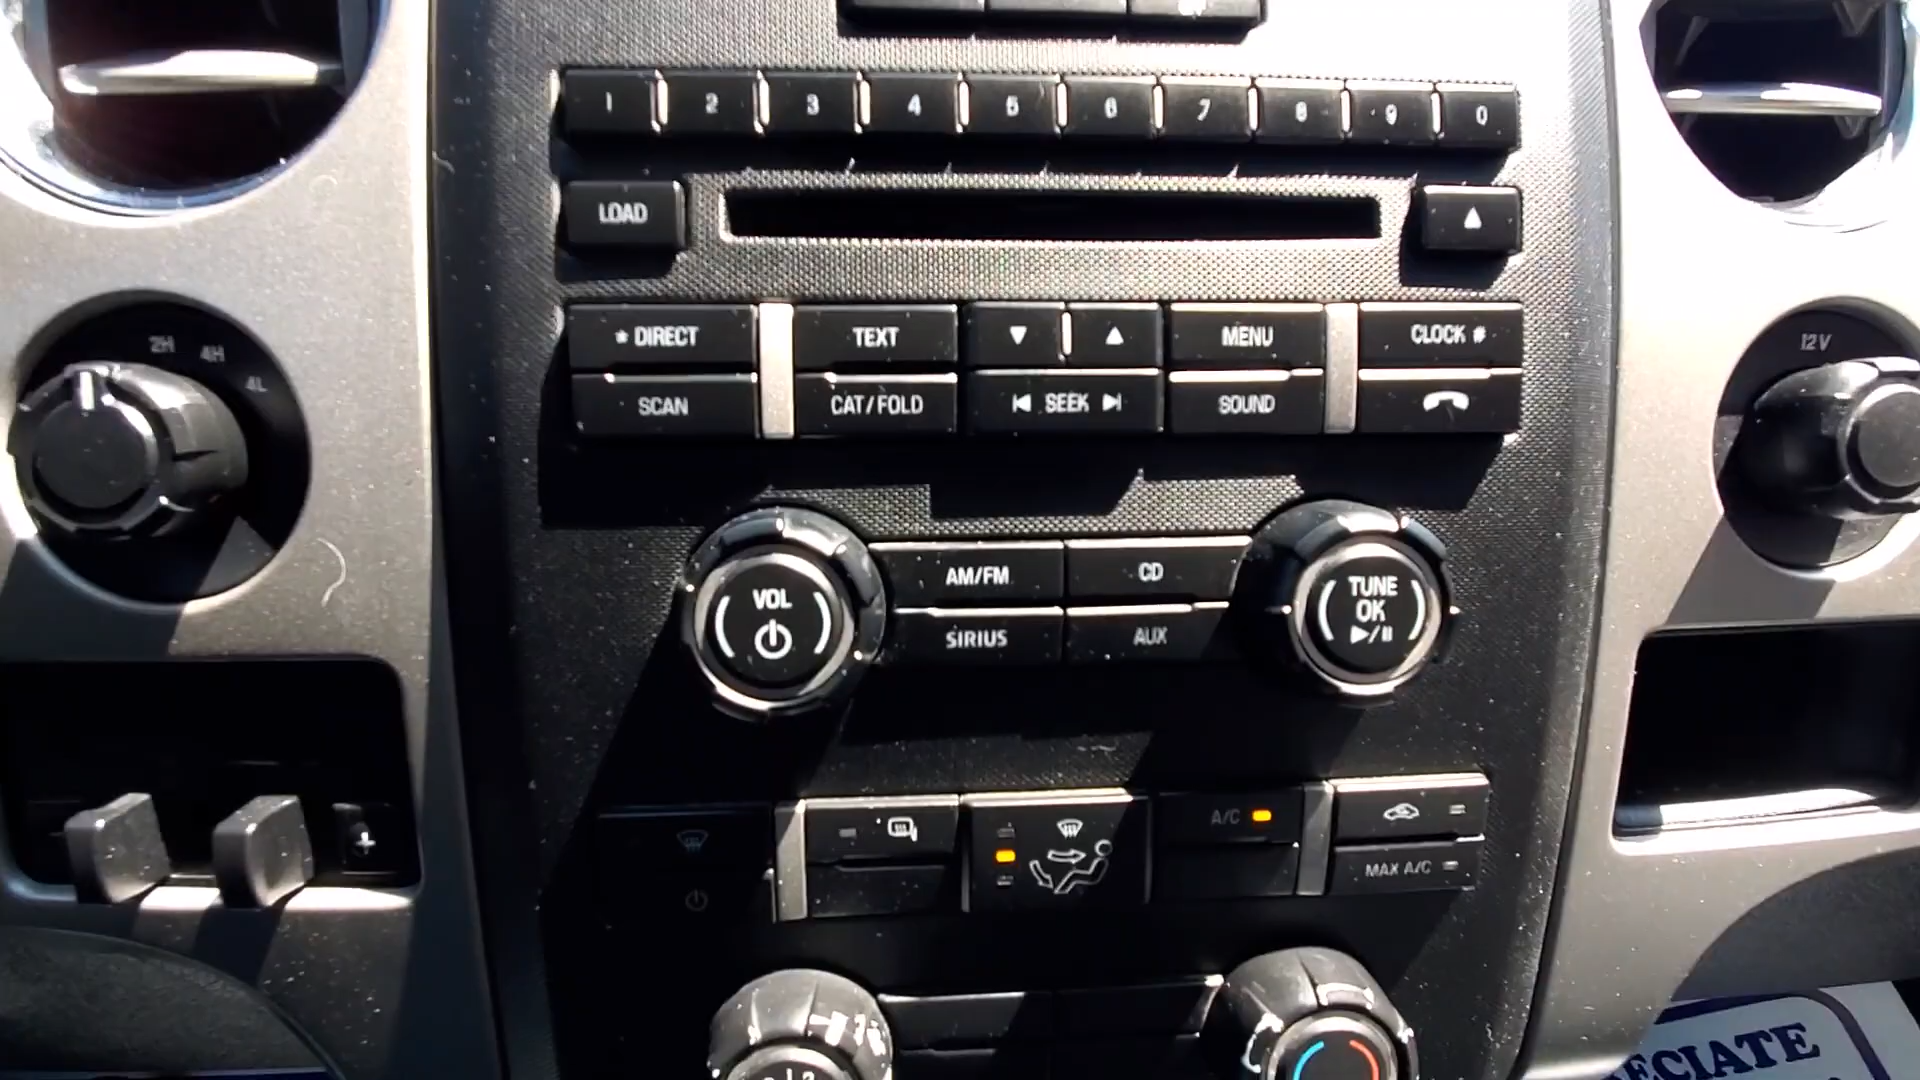 1 2 3 4 5 6 7 8 9 0
LOAD
2H 4H 4L
* DIRECT TEXT MENU CLOCK #
12V
SCAN CAT/FOLD SEEK SOUND
VOL
AM/FM CD
TUNE
OK
SIRIUS AUX
+
A/C
MAX A/C
ECIATE